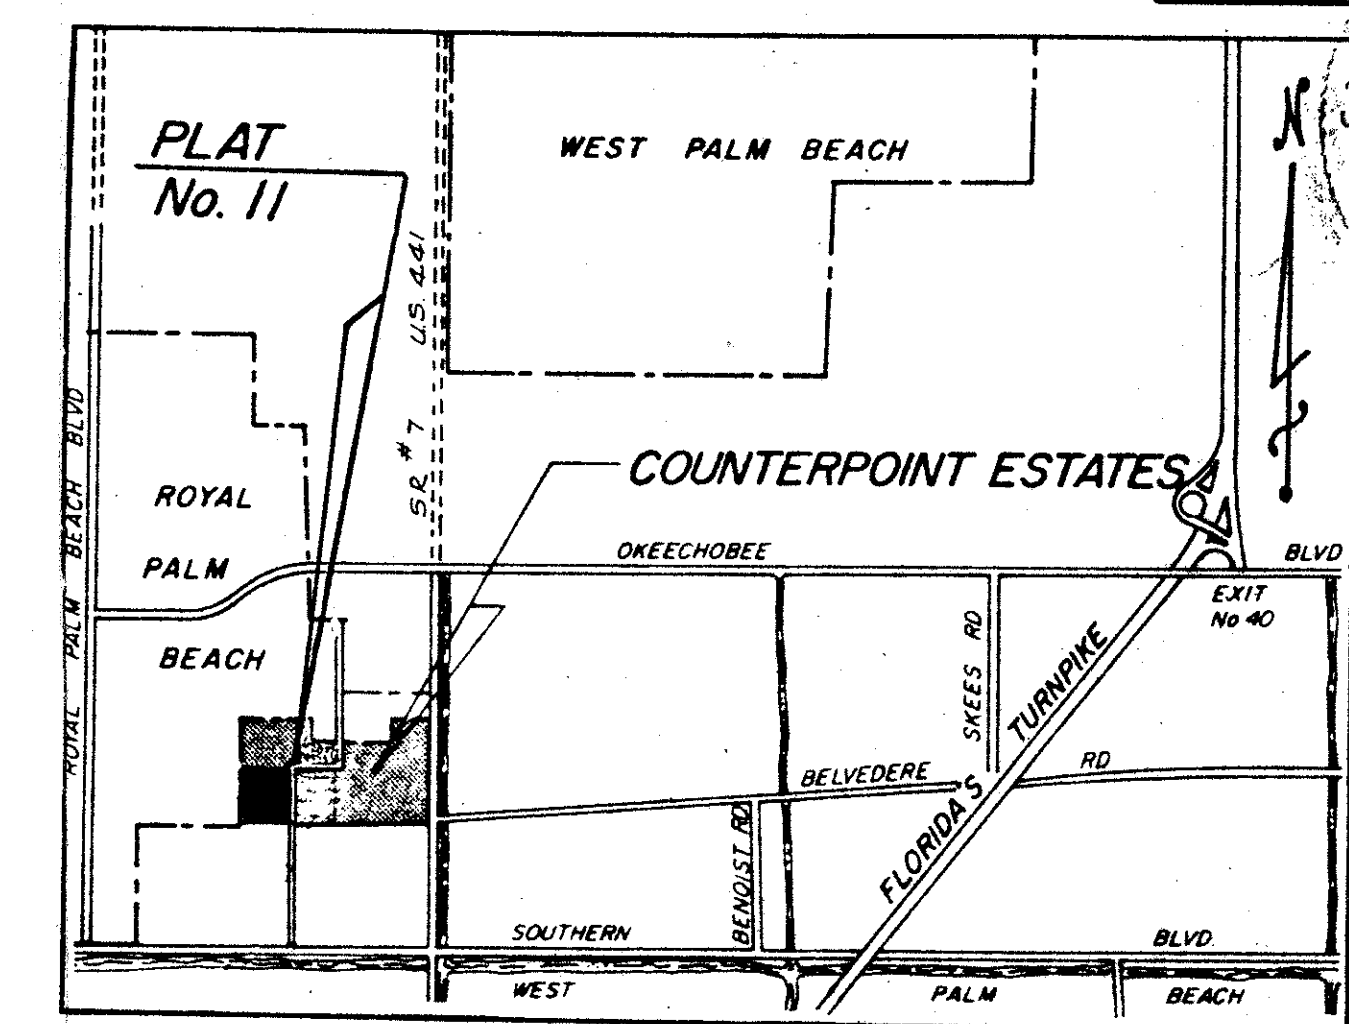 N
PLAT
No. 11
WEST PALM BEACH
U.S. 441
SR #7
ROYAL PALM BEACH BLVD
COUNTERPOINT ESTATES
ROYAL
PALM
BEACH
OKEECHOBEE BLVD
EXIT
No 40
SKEES RD
FLORIDA'S TURNPIKE
BELVEDERE RD
BENOIST RD
SOUTHERN BLVD.
WEST PALM BEACH